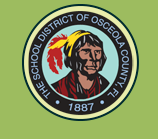 THE SCHOOL DISTRICT OF OSCEOLA COUNTY, FL
• 1887 •